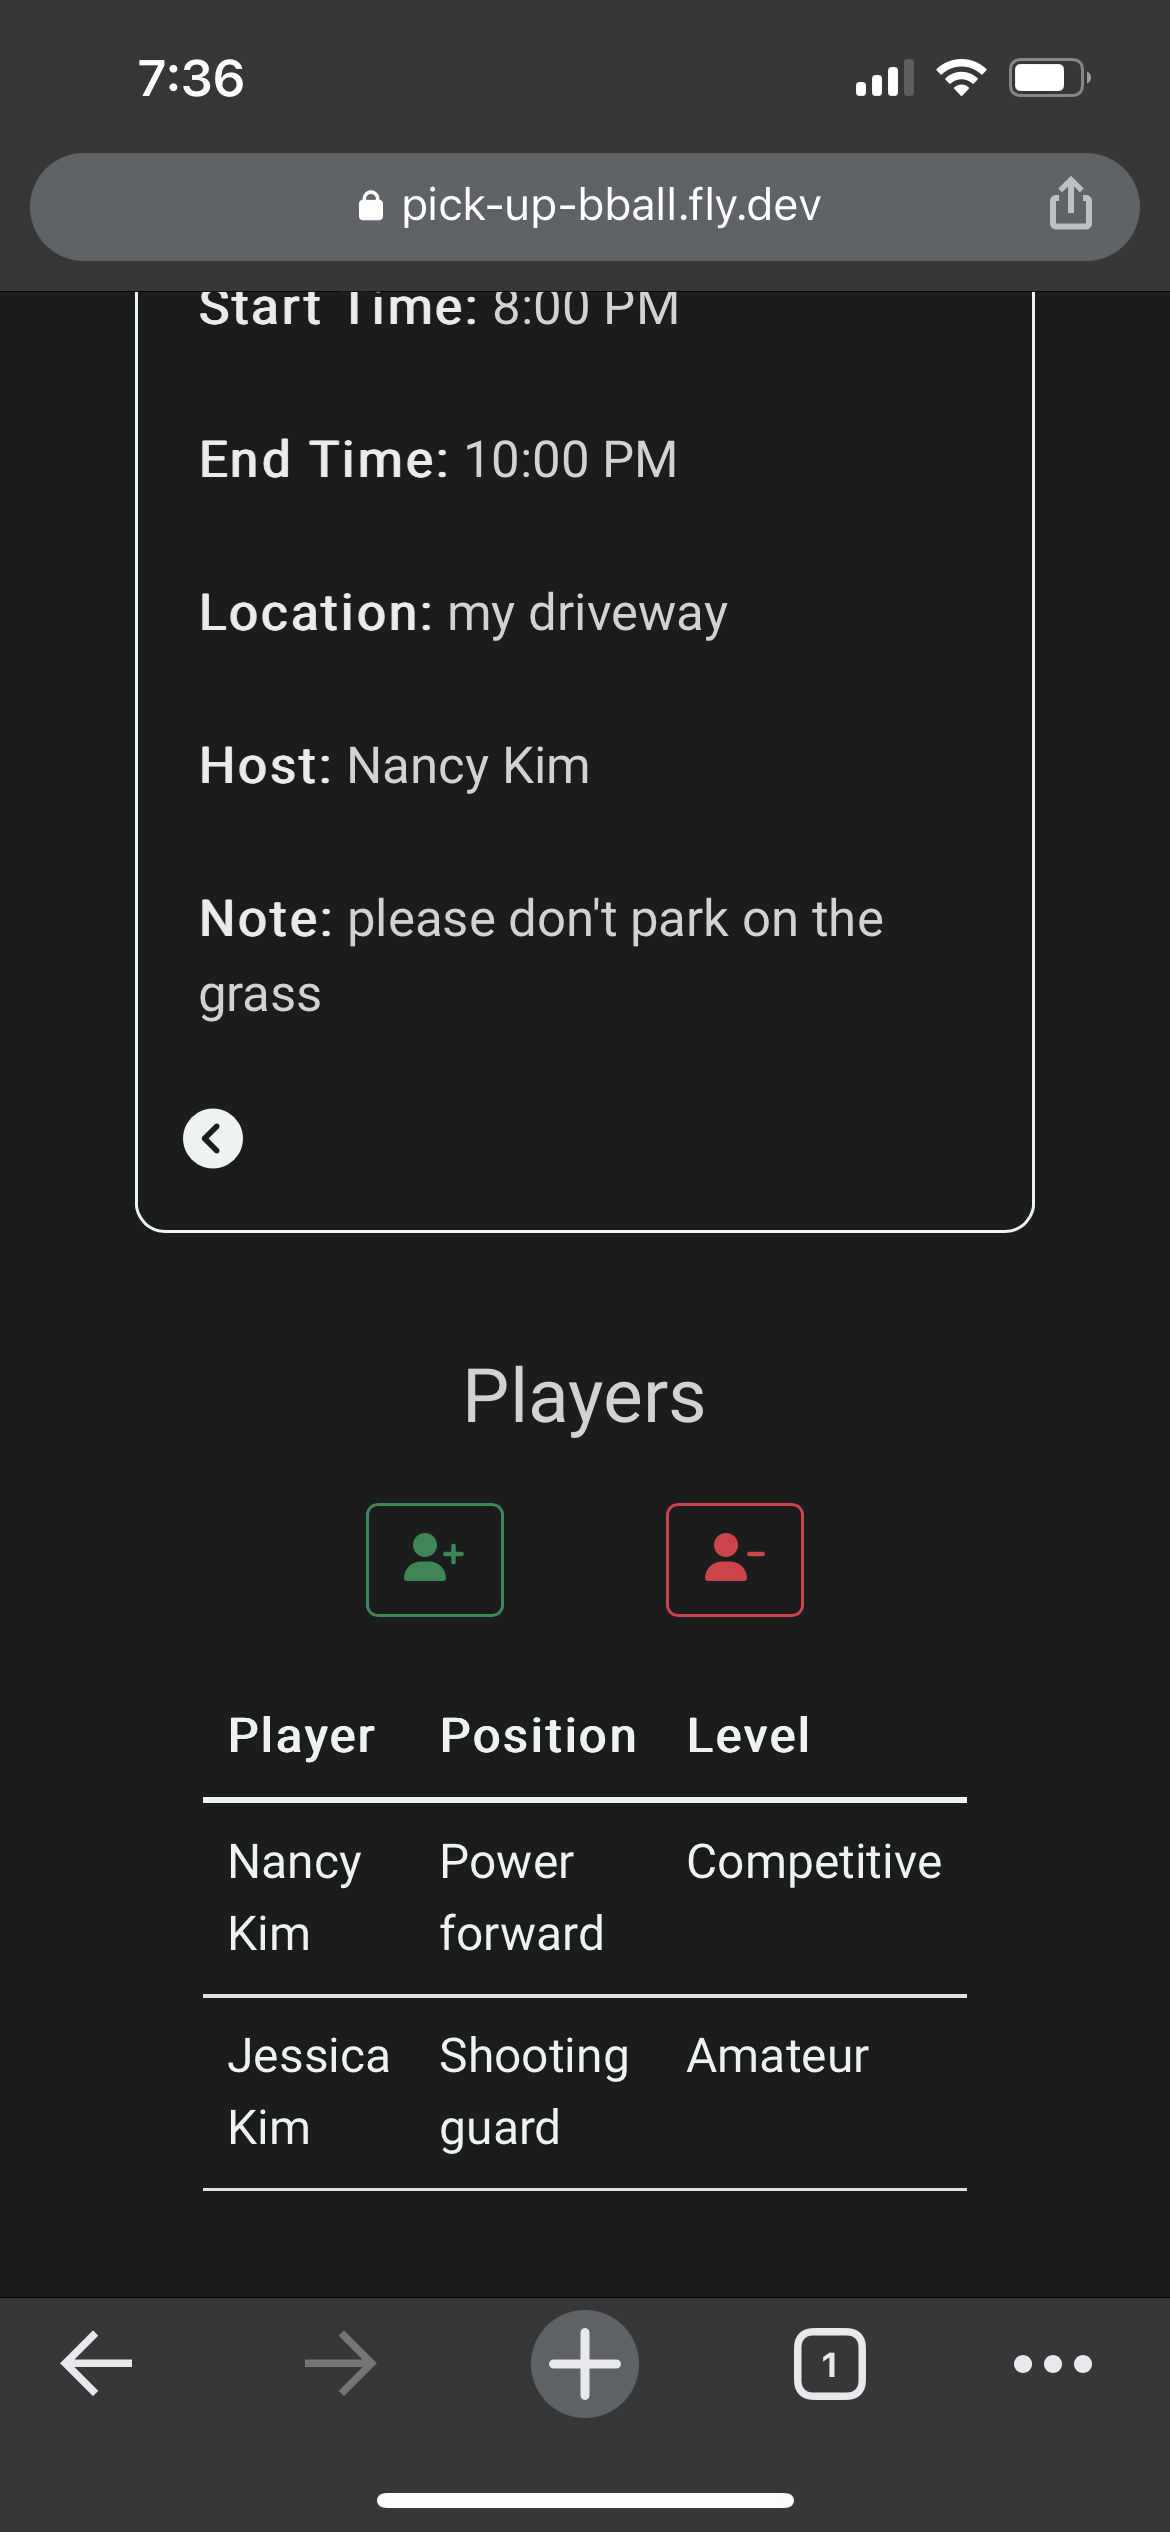 7:36
pick-up-bball.fly.dev
Start Time: 8:00 PM
End Time: 10:00 PM
Location: my driveway
Host: Nancy Kim
Note: please don't park on the
grass
Players
Player Position Level
Nancy Power Competitive
Kim forward
Jessica Shooting Amateur
Kim guard
1